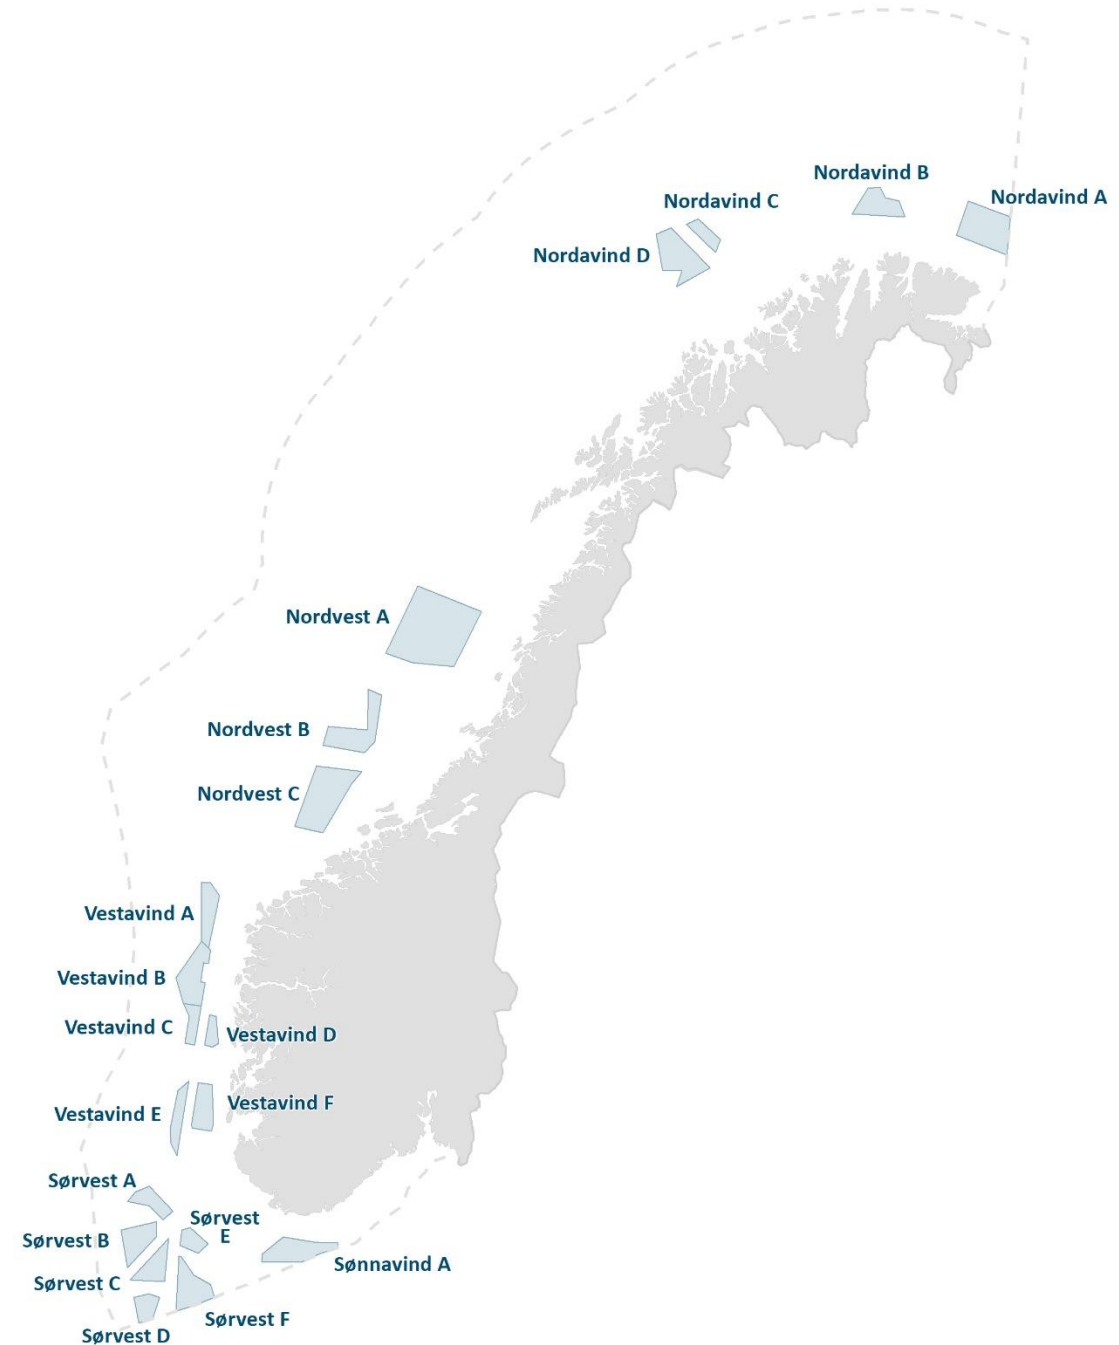 Nordavind B
Nordavind A
Nordavind C
Nordavind D
Nordvest A
Nordvest B
Nordvest C
Vestavind A
Vestavind B
Vestavind C
Vestavind D
Vestavind E
Vestavind F
Sørvest A
Sørvest
E
Sørvest B
Sønnavind A
Sørvest C
Sørvest F
Sørvest D